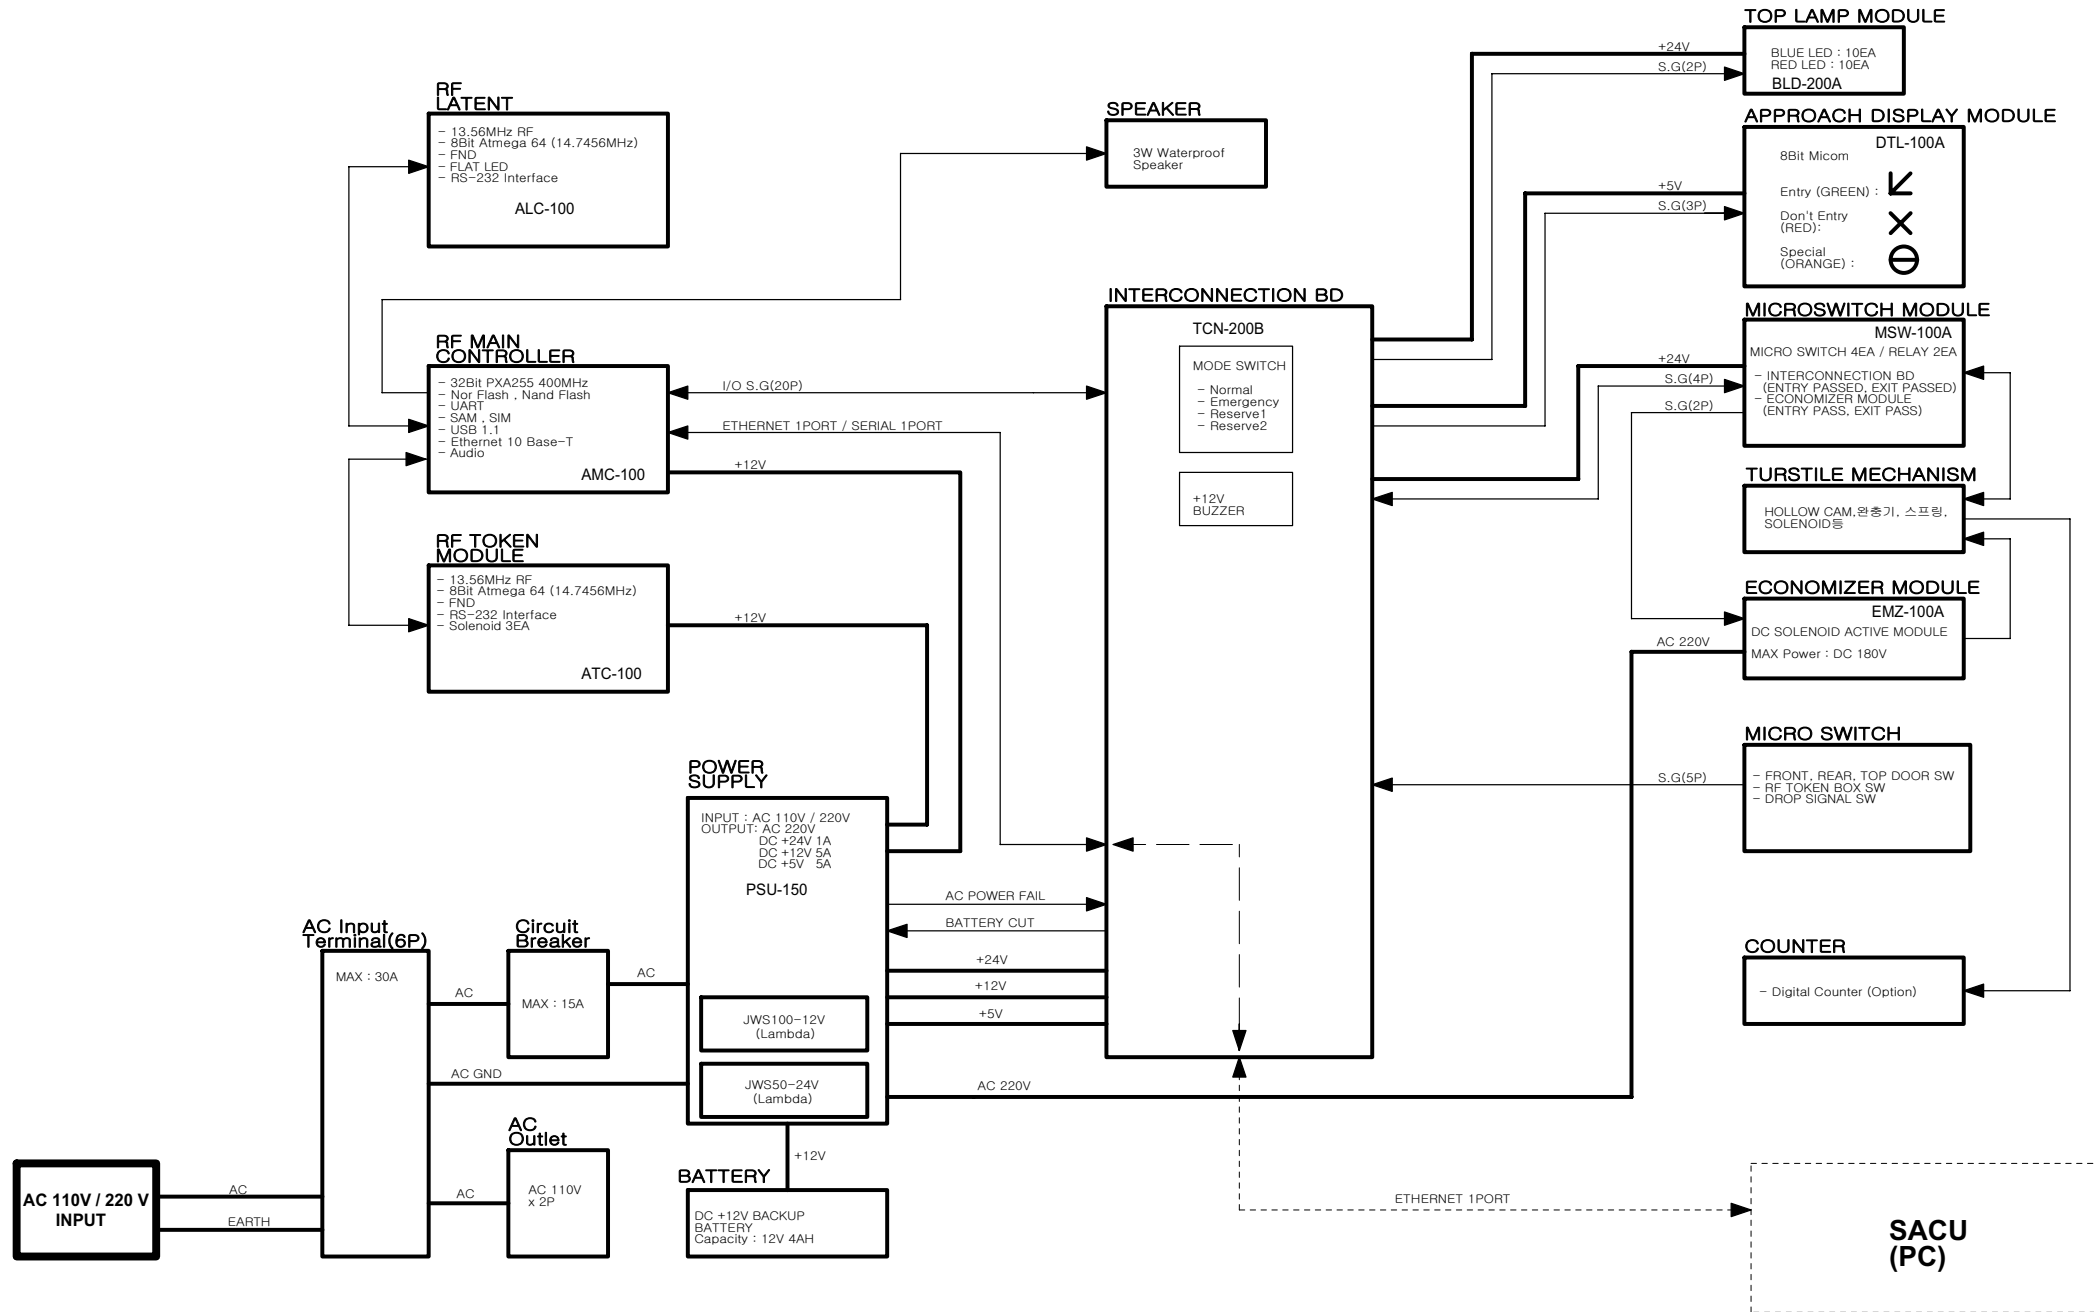 TOP LAMP MODULE
+24V
BLUE LED : 10EA
RED LED : 10EA
S.G(2P)
BLD-200A
RF
LATENT
- 13.56MHz RF
- 8Bit Atmega 64 (14.7456MHz)
- FND
- FLAT LED
- RS-232 Interface
ALC-100
SPEAKER
3W Waterproof
Speaker
APPROACH DISPLAY MODULE
DTL-100A
8Bit Micom
+5V
Entry (GREEN) :
S.G(3P)
Don't Entry
(RED):
Special
(ORANGE) :
INTERCONNECTION BD
TCN-200B
MODE SWITCH
- Normal
- Emergency
- Reserve1
- Reserve2
+12V
BUZZER
MICROSWITCH MODULE
MSW-100A
MICRO SWITCH 4EA / RELAY 2EA
+24V
- INTERCONNECTION BD
(ENTRY PASSED, EXIT PASSED)
- ECONOMIZER MODULE
(ENTRY PASS, EXIT PASS)
S.G(4P)
S.G(2P)
RF MAIN
CONTROLLER
- 32Bit PXA255 400MHz
- Nor Flash , Nand Flash
- UART
- SAM , SIM
- USB 1.1
- Ethernet 10 Base-T
- Audio
AMC-100
I/O S.G(20P)
ETHERNET 1PORT / SERIAL 1PORT
+12V
TURSTILE MECHANISM
HOLLOW CAM,완충기, 스프링,
SOLENOID등
RF TOKEN
MODULE
- 13.56MHz RF
- 8Bit Atmega 64 (14.7456MHz)
- FND
- RS-232 Interface
- Solenoid 3EA
ATC-100
+12V
ECONOMIZER MODULE
EMZ-100A
DC SOLENOID ACTIVE MODULE
MAX Power : DC 180V
AC 220V
MICRO SWITCH
S.G(5P)
- FRONT, REAR, TOP DOOR SW
- RF TOKEN BOX SW
- DROP SIGNAL SW
POWER
SUPPLY
INPUT : AC 110V / 220V
OUTPUT: AC 220V
DC +24V 1A
DC +12V 5A
DC +5V 5A
PSU-150
JWS100-12V
(Lambda)
JWS50-24V
(Lambda)
AC POWER FAIL
BATTERY CUT
+24V
+12V
+5V
AC 220V
COUNTER
- Digital Counter (Option)
AC Input
Terminal(6P)
MAX : 30A
AC
Circuit
Breaker
MAX : 15A
AC
AC GND
AC
Outlet
AC 110V
x 2P
AC
+12V
BATTERY
DC +12V BACKUP
BATTERY
Capacity : 12V 4AH
AC 110V / 220 V
INPUT
AC
EARTH
ETHERNET 1PORT
SACU
(PC)